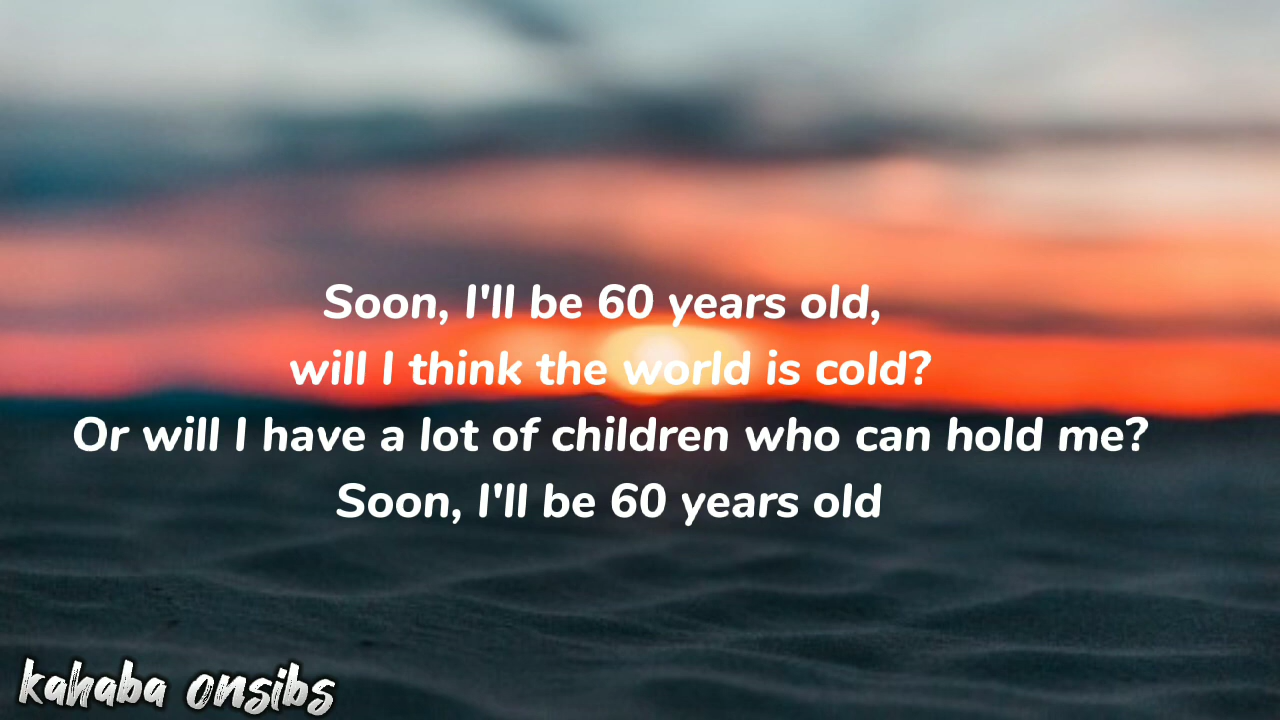 Soon, I'll be 60 years old,
will I think the world is cold?
Or will I have a lot of children who can hold me?
Soon, I'll be 60 years old
kahaba onsibs